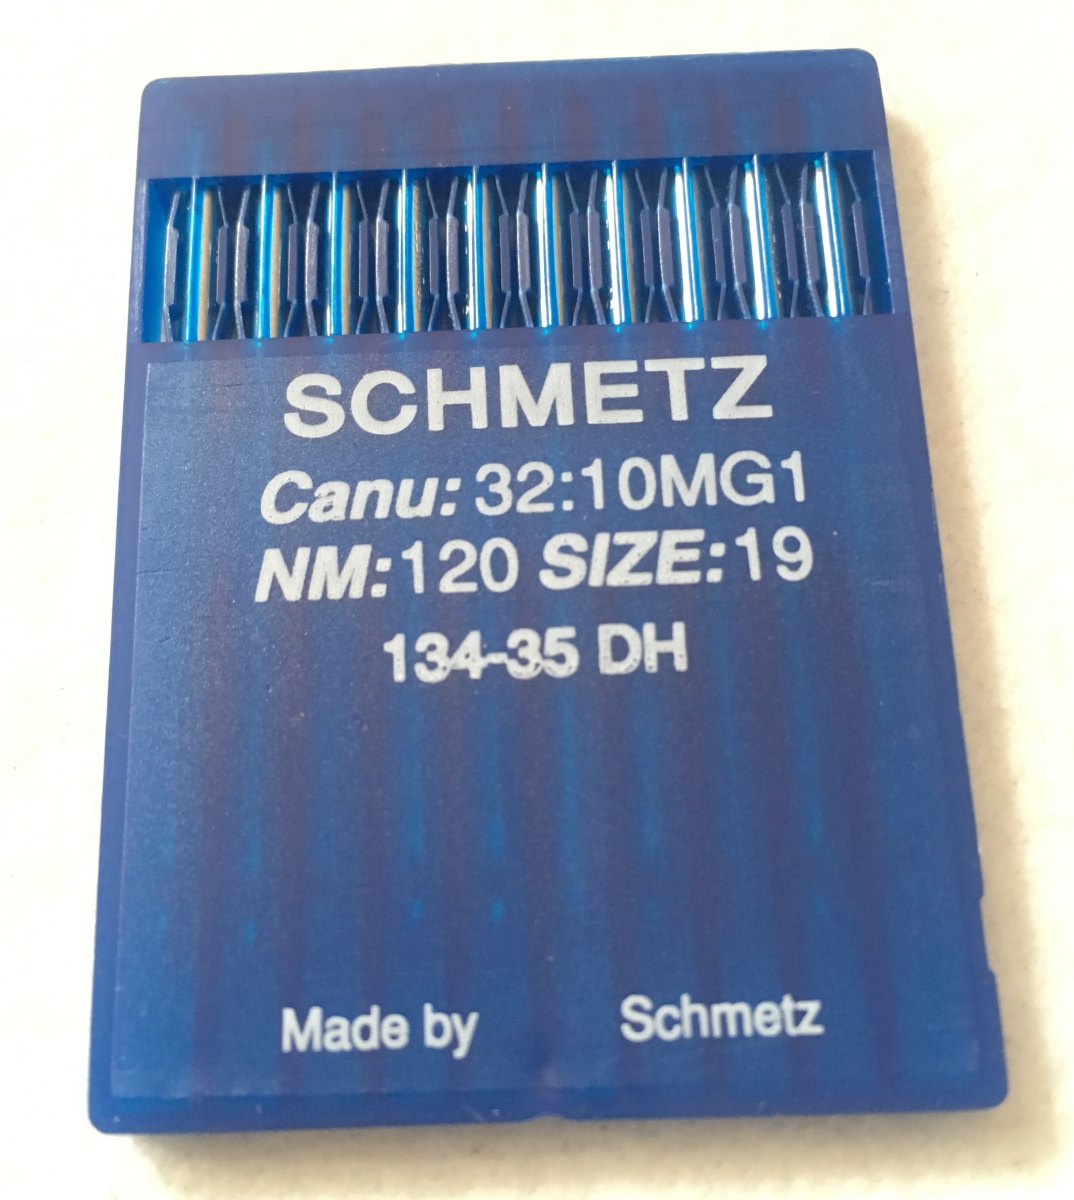 SCHMETZ
Canu: 32:10MG1
NM:120 SIZE:19
134-35 DH
Made by Schmetz